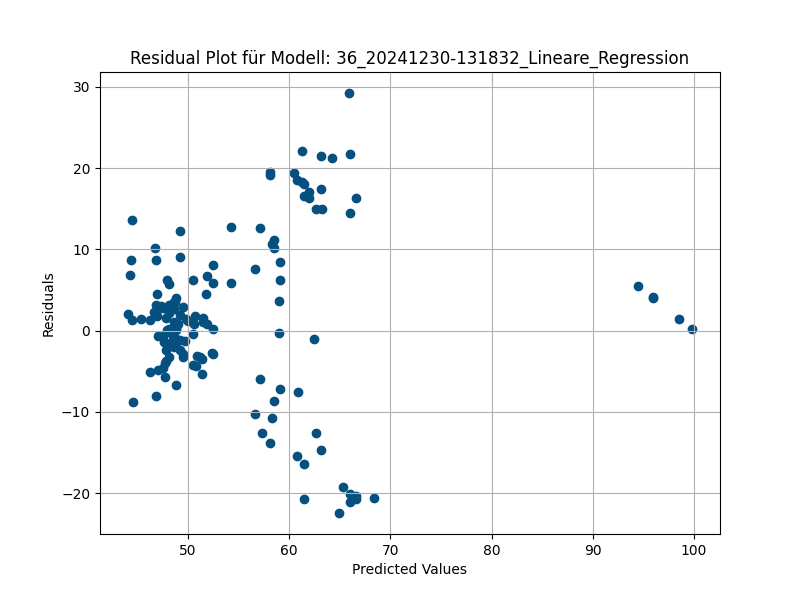 Residual Plot für Modell: 36_20241230-131832_Lineare_Regression
30
20
10
0
−10
−20
Residuals
50 60 70 80 90 100
Predicted Values